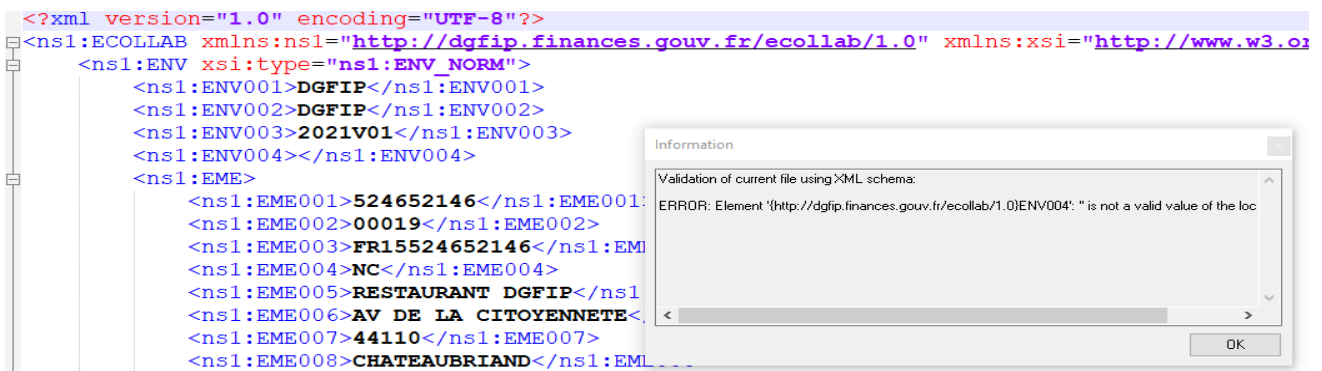 <?xml version="1.0" encoding="UTF-8"?>
<ns1:ECOLLAB xmlns:ns1="http://dgfip.finances.gouv.fr/ecollab/1.0" xmlns:xsi="http://www.w3.or
<ns1:ENV xsi:type="ns1:ENV_NORM">
<ns1:ENV001>DGFIP</ns1:ENV001>
<ns1:ENV002>DGFIP</ns1:ENV002>
<ns1:ENV003>2021V01</ns1:ENV003>
<ns1:ENV004></ns1:ENV004>
<ns1:EME>
<ns1:EME001>524652146</ns1:EME001>
<ns1:EME002>00019</ns1:EME002>
<ns1:EME003>FR15524652146</ns1:EM
<ns1:EME004>NC</ns1:EME004>
<ns1:EME005>RESTAURANT DGFIP</ns1
<ns1:EME006>AV DE LA CITOYENNETE<
<ns1:EME007>44110</ns1:EME007>
<ns1:EME008>CHATEAUBRIAND</ns1:EME008>
Information
Validation of current file using XML schema:
ERROR: Element '{http://dgfip.finances.gouv.fr/ecollab/1.0}ENV004': '' is not a valid value of the loc
OK